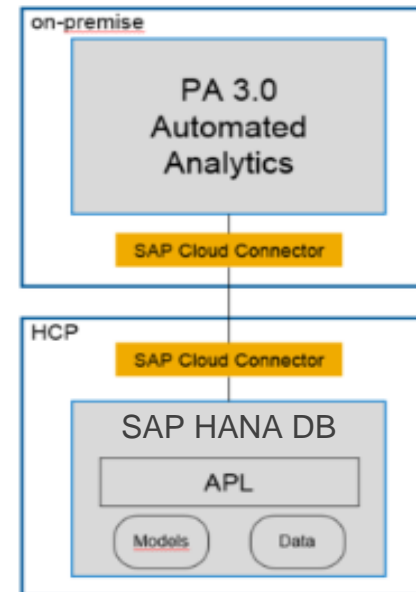 on-premise
PA 3.0
Automated
Analytics
SAP Cloud Connector
HCP
SAP Cloud Connector
SAP HANA DB
APL
Models
Data